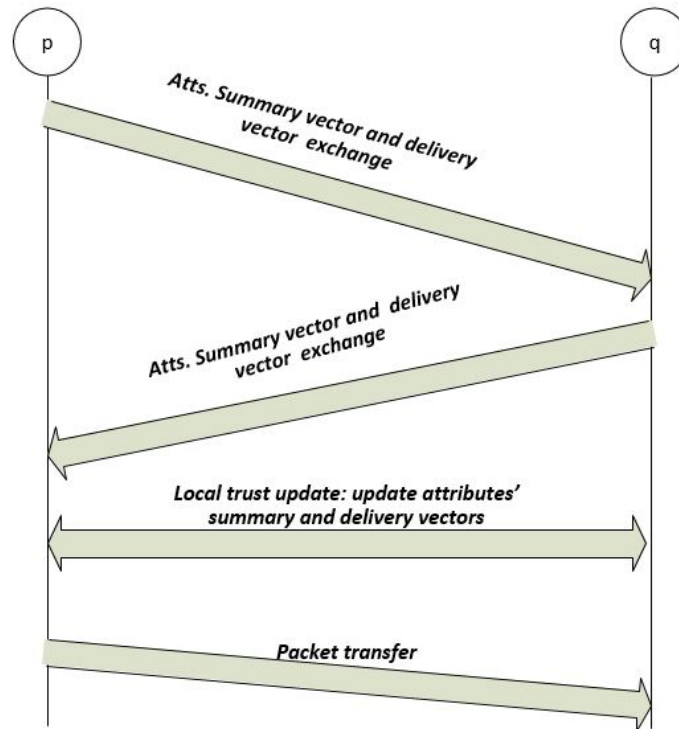 p
q
Atts. Summary vector and delivery
vector exchange
Atts. Summary vector and delivery
vector exchange
Local trust update: update attributes’
summary and delivery vectors
Packet transfer